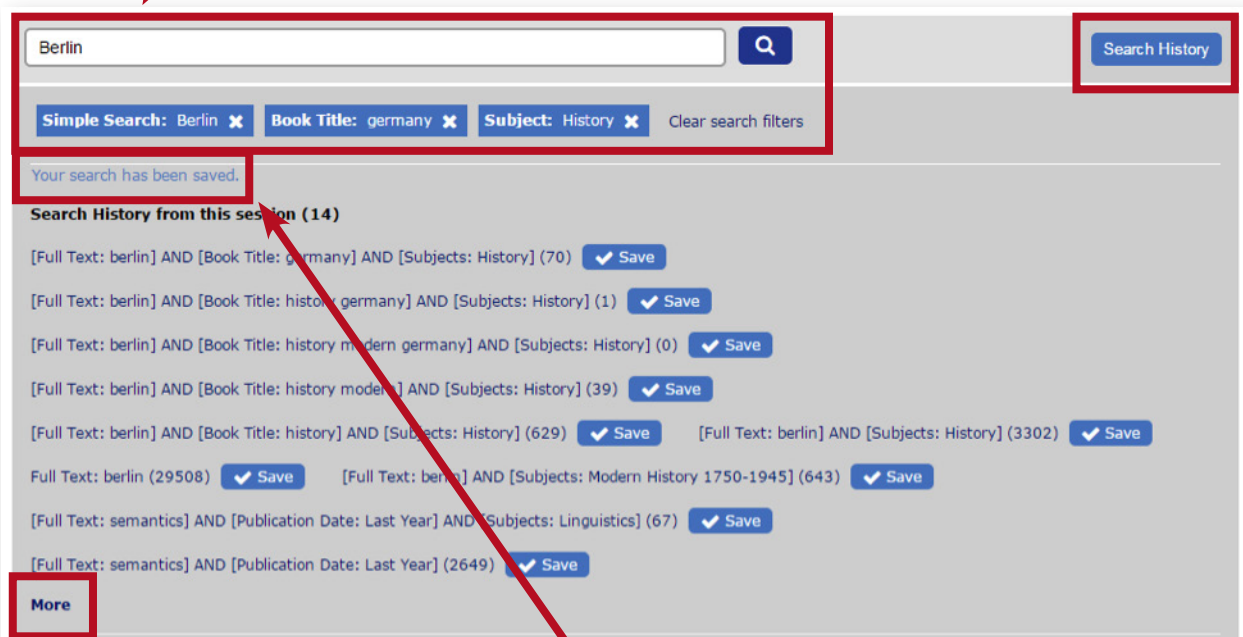 Berlin
Search History
Simple Search: Berlin ✖ Book Title: germany ✖ Subject: History ✖ Clear search filters
Your search has been saved.
Search History from this session (14)
[Full Text: berlin] AND [Book Title: germany] AND [Subjects: History] (70) ✔ Save
[Full Text: berlin] AND [Book Title: history germany] AND [Subjects: History] (1) ✔ Save
[Full Text: berlin] AND [Book Title: history modern germany] AND [Subjects: History] (0) ✔ Save
[Full Text: berlin] AND [Book Title: history modern] AND [Subjects: History] (39) ✔ Save
[Full Text: berlin] AND [Book Title: history] AND [Subjects: History] (629) ✔ Save [Full Text: berlin] AND [Subjects: History] (3302) ✔ Save
Full Text: berlin (29508) ✔ Save [Full Text: berlin] AND [Subjects: Modern History 1750-1945] (643) ✔ Save
[Full Text: semantics] AND [Publication Date: Last Year] AND [Subjects: Linguistics] (67) ✔ Save
[Full Text: semantics] AND [Publication Date: Last Year] (2649) ✔ Save
More